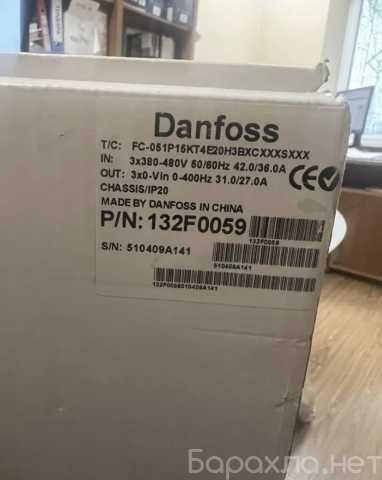 Danfoss
T/C: FC-051P15KT4E20H3BXCXXXSXXX
IN: 3x380-480V 50/60Hz 42.0/36.0A
OUT: 3x0-Vin 0-400Hz 31.0/27.0A
CHASSIS/IP20
MADE BY DANFOSS IN CHINA
CE
P/N: 132F0059
132F0059
S/N: 510409A141
510409A141
132F0059510409A141
Барахла.нет